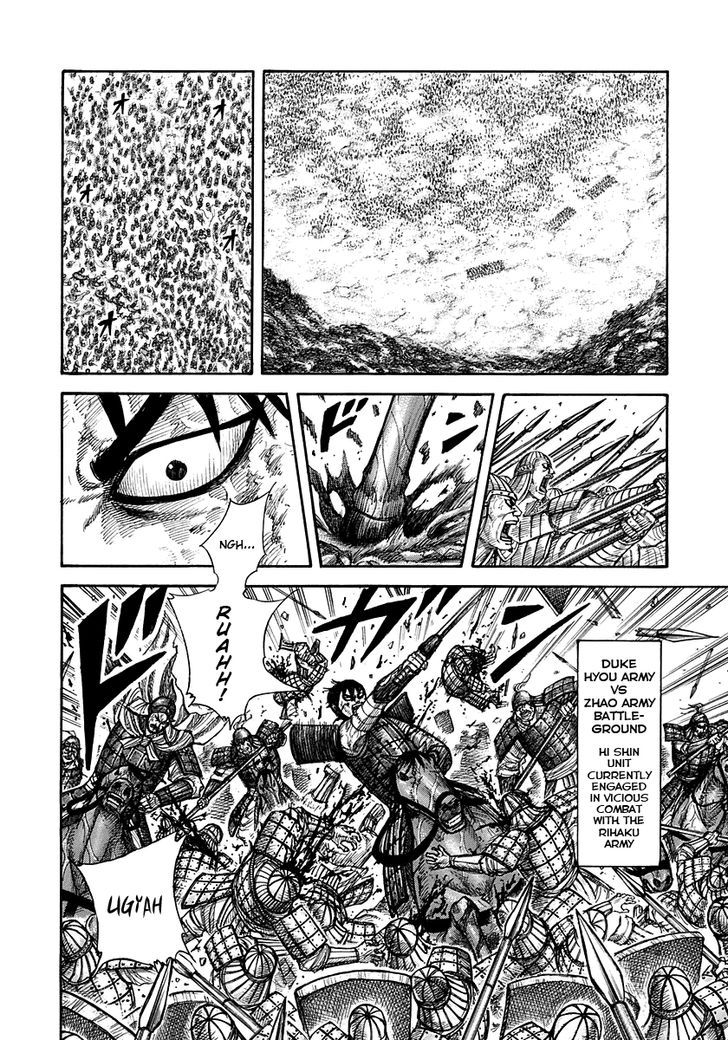 オ
オ
オ
オ
オ
ドン
NGH...
RUAHH!
ドガン
DUKE
HYOU ARMY
VS
ZHAO ARMY
BATTLE-
GROUND
HI SHIN
UNIT
CURRENTLY
ENGAGED
IN VICIOUS
COMBAT
WITH THE
RIHAKU
ARMY
UGYAH